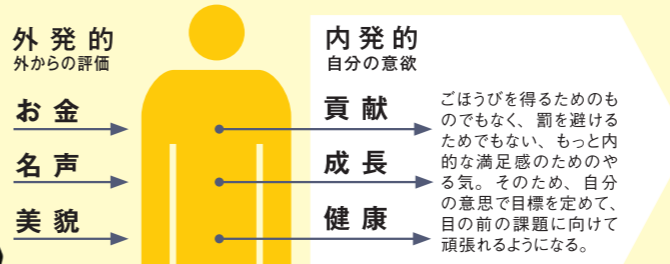 外発的
外からの評価
お金
名声
美貌
内発的
自分の意欲
貢献
成長
健康
ごほうびを得るためのも
のでもなく、罰を避ける
ためでもない、もっと内
的な満足感のためのや
る気。そのため、自分
の意思で目標を定めて、
目の前の課題に向けて
頑張れるようになる。